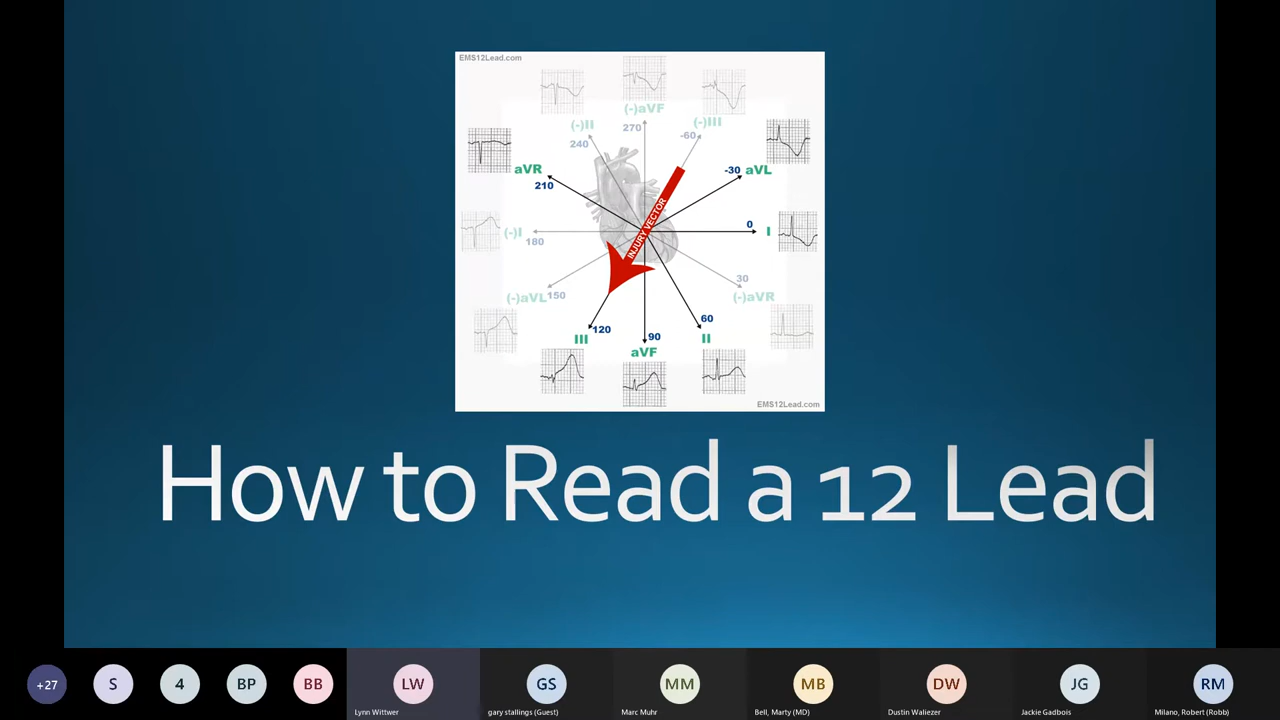 EMS12Lead.com
(-)aVF
270
(-)II
240
(-)III
-60
aVR
210
-30 aVL
(-)I
180
0
I
INJURY VECTOR
(-)aVL 150
30
(-)aVR
III 120
aVF 90
60
II
EMS12Lead.com
How to Read a 12 Lead
+27
S
4
BP
BB
LW
Lynn Wittwer
GS
gary stallings (Guest)
MM
Marc Muhr
MB
Bell, Marty (MD)
DW
Dustin Waliezer
JG
Jackie Gadbois
RM
Milano, Robert (Robb)